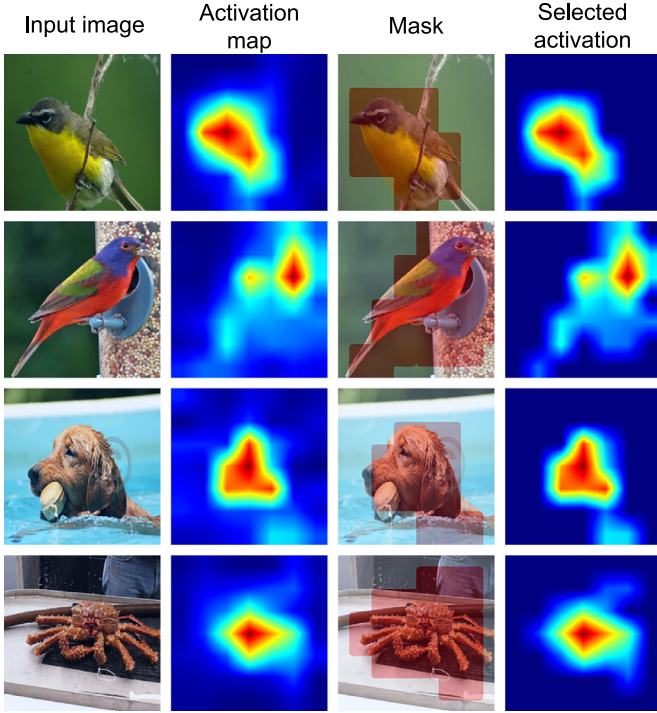 Input image
Activation
map
Mask
Selected
activation